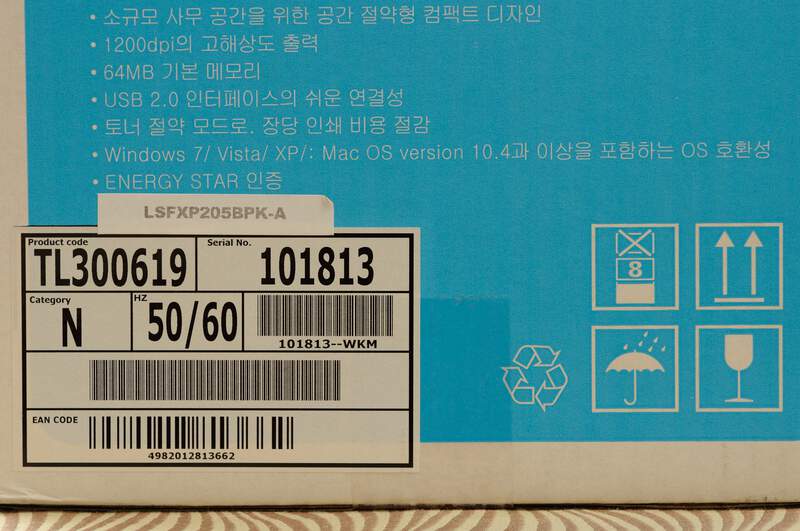 • 소규모 사무 공간을 위한 공간 절약형 컴팩트 디자인
• 1200dpi의 고해상도 출력
• 64MB 기본 메모리
• USB 2.0 인터페이스의 쉬운 연결성
• 토너 절약 모드로. 장당 인쇄 비용 절감
• Windows 7/ Vista/ XP/: Mac OS version 10.4과 이상을 포함하는 OS 호환성
• ENERGY STAR 인증
LSFXP205BPK-A
Product code Serial No.
TL300619 101813
Category HZ
N 50/60
101813--WKM
EAN CODE
4982012813662
8